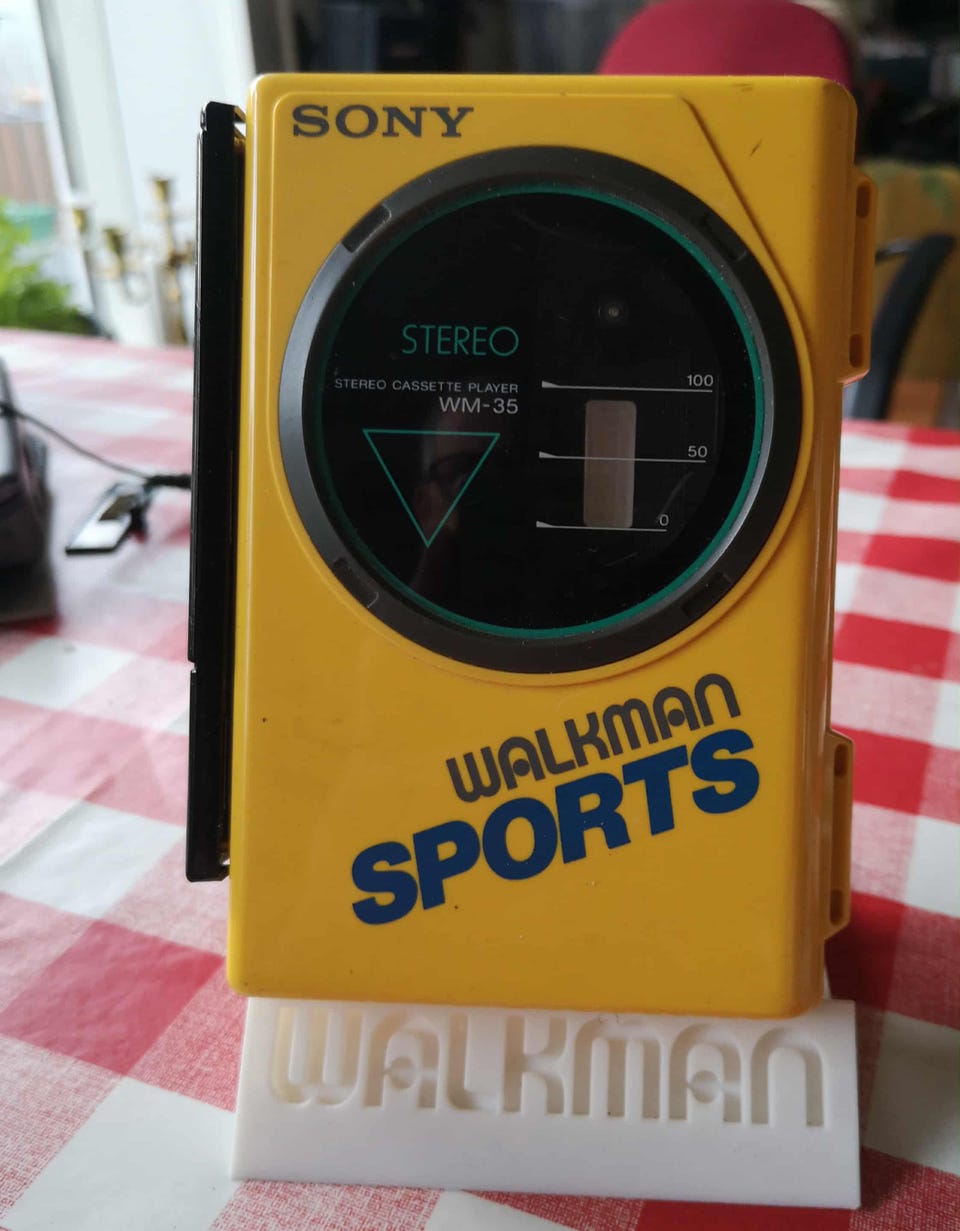 SONY
STEREO
STEREO CASSETTE PLAYER
WM-35
100
50
0
WALKMAN
SPORTS
WALKMAN